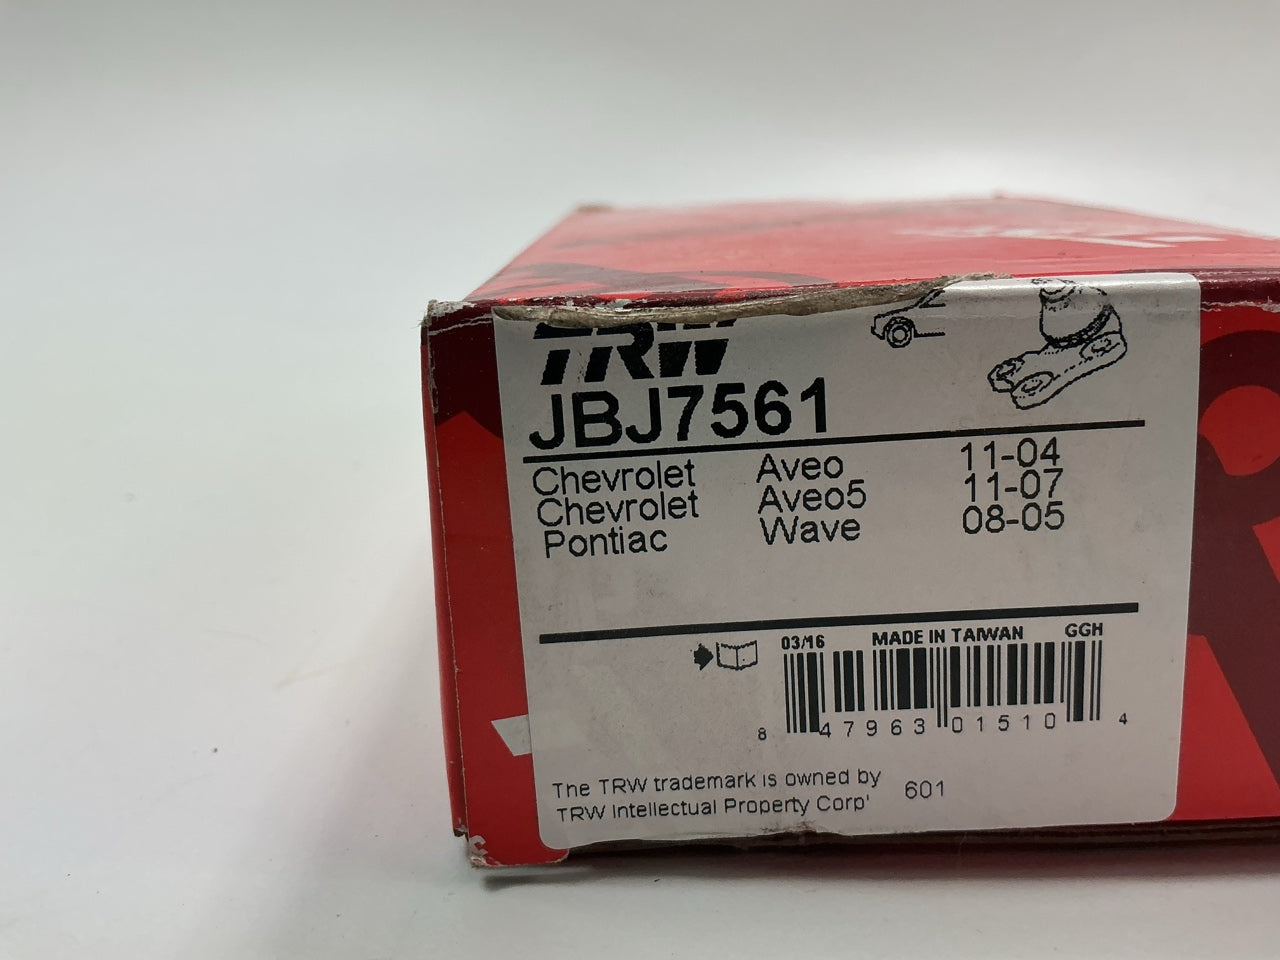 TRW
JBJ7561
Chevrolet Aveo 11-04
Chevrolet Aveo5 11-07
Pontiac Wave 08-05
03/16 MADE IN TAIWAN GGH
8 47963 01510 4
The TRW trademark is owned by
TRW Intellectual Property Corp' 601